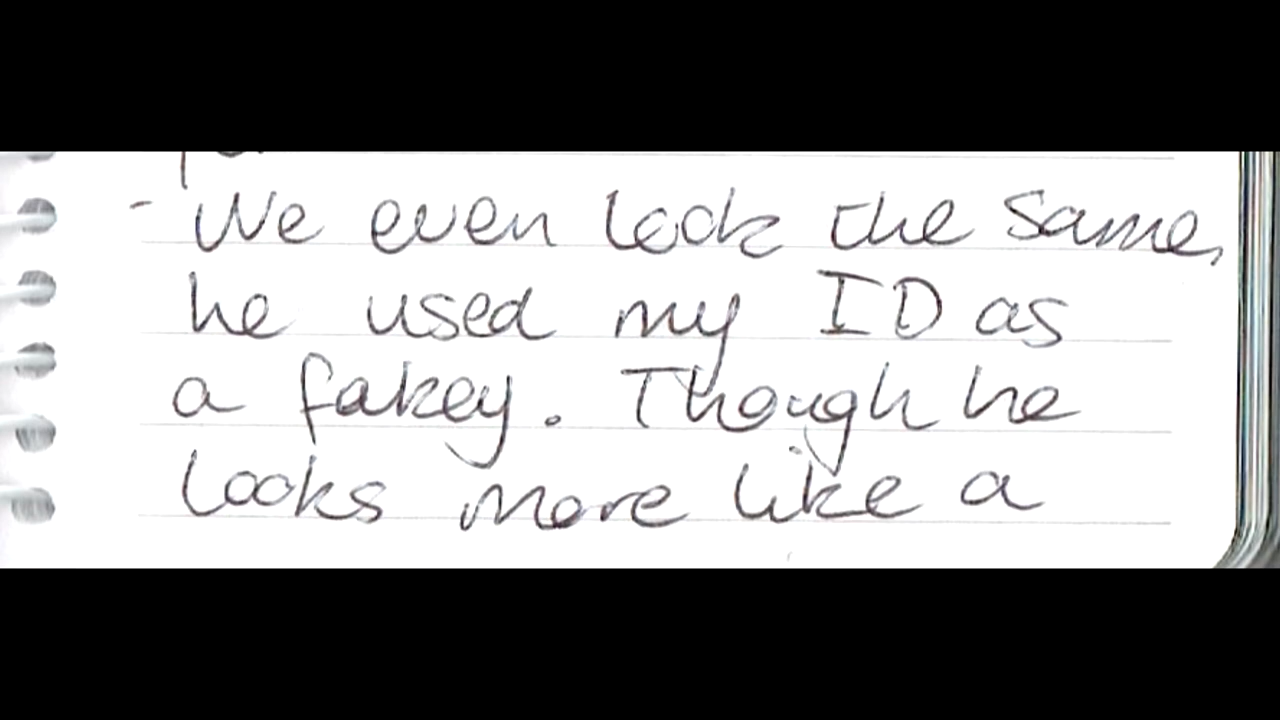 - We even look the same,
he used my ID as
a fakey. Though he
looks more like a